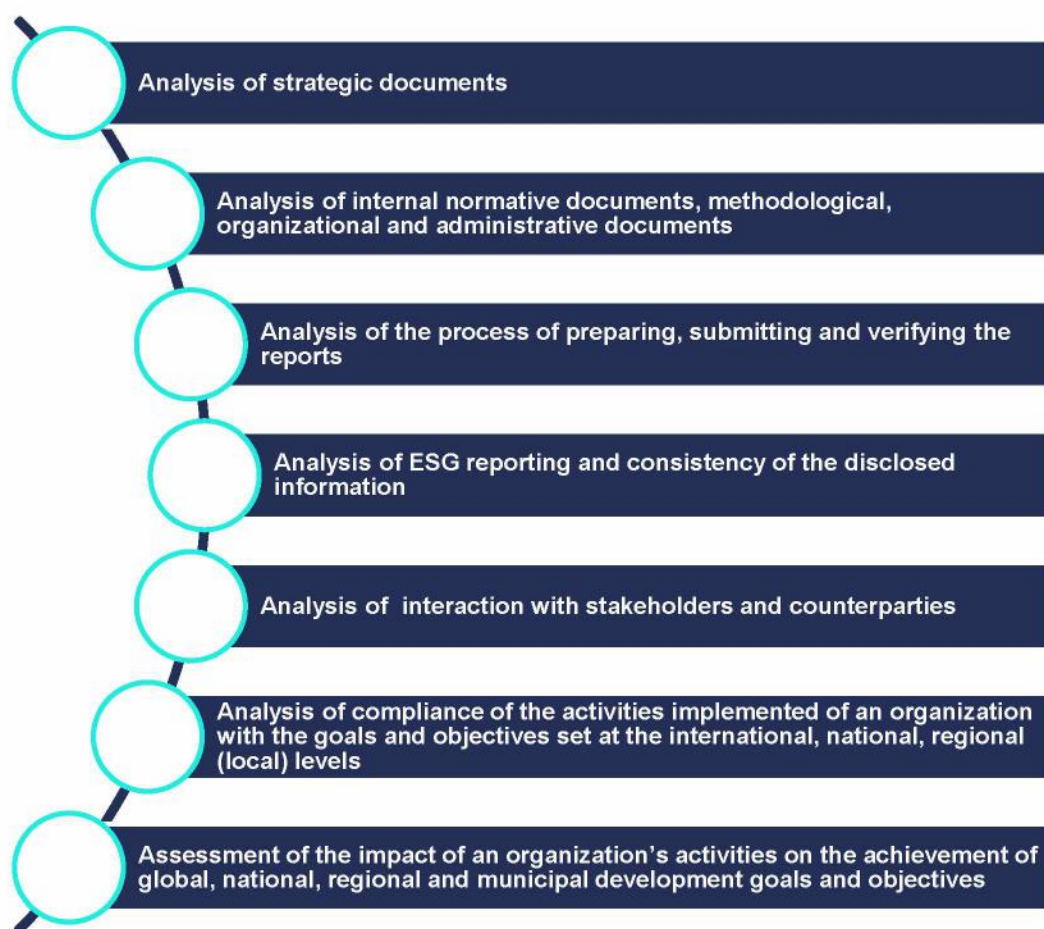 Analysis of strategic documents
Analysis of internal normative documents, methodological,
organizational and administrative documents
Analysis of the process of preparing, submitting and verifying the
reports
Analysis of ESG reporting and consistency of the disclosed
information
Analysis of  interaction with stakeholders and counterparties
Analysis of compliance of the activities implemented of an organization
with the goals and objectives set at the international, national, regional
(local) levels
Assessment of the impact of an organization’s activities on the achievement of
global, national, regional and municipal development goals and objectives